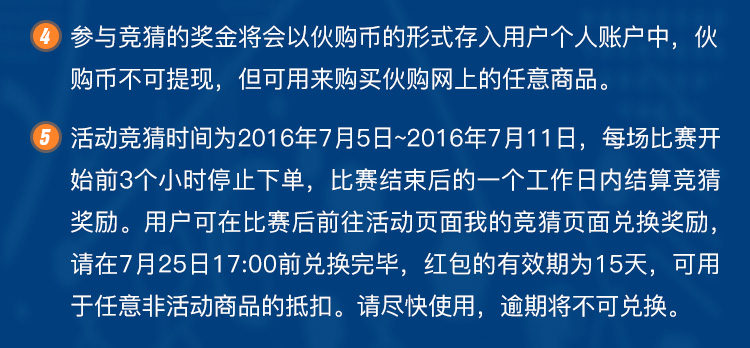 4 参与竞猜的奖金将会以伙购币的形式存入用户个人账户中，伙
购币不可提现，但可用来购买伙购网上的任意商品。
5 活动竞猜时间为2016年7月5日~2016年7月11日，每场比赛开
始前3个小时停止下单，比赛结束后的一个工作日内结算竞猜
奖励。用户可在比赛后前往活动页面我的竞猜页面兑换奖励，
请在7月25日17:00前兑换完毕，红包的有效期为15天，可用
于任意非活动商品的抵扣。请尽快使用，逾期将不可兑换。